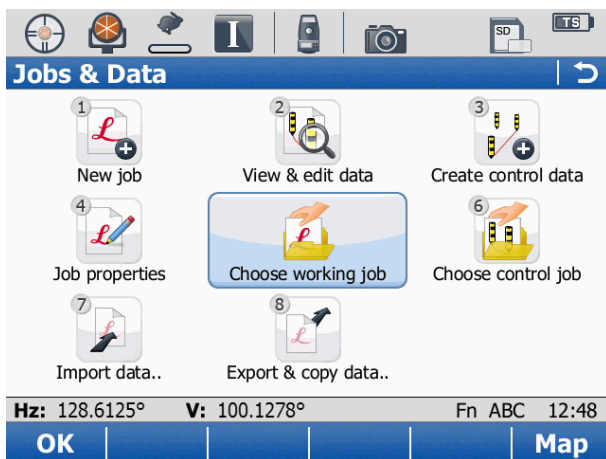 I
SD
TS
Jobs & Data
1
2
3
New job
View & edit data
Create control data
4
6
Job properties
Choose working job
Choose control job
7
8
Import data..
Export & copy data..
Hz: 128.6125° V: 100.1278° Fn ABC 12:48
OK Map